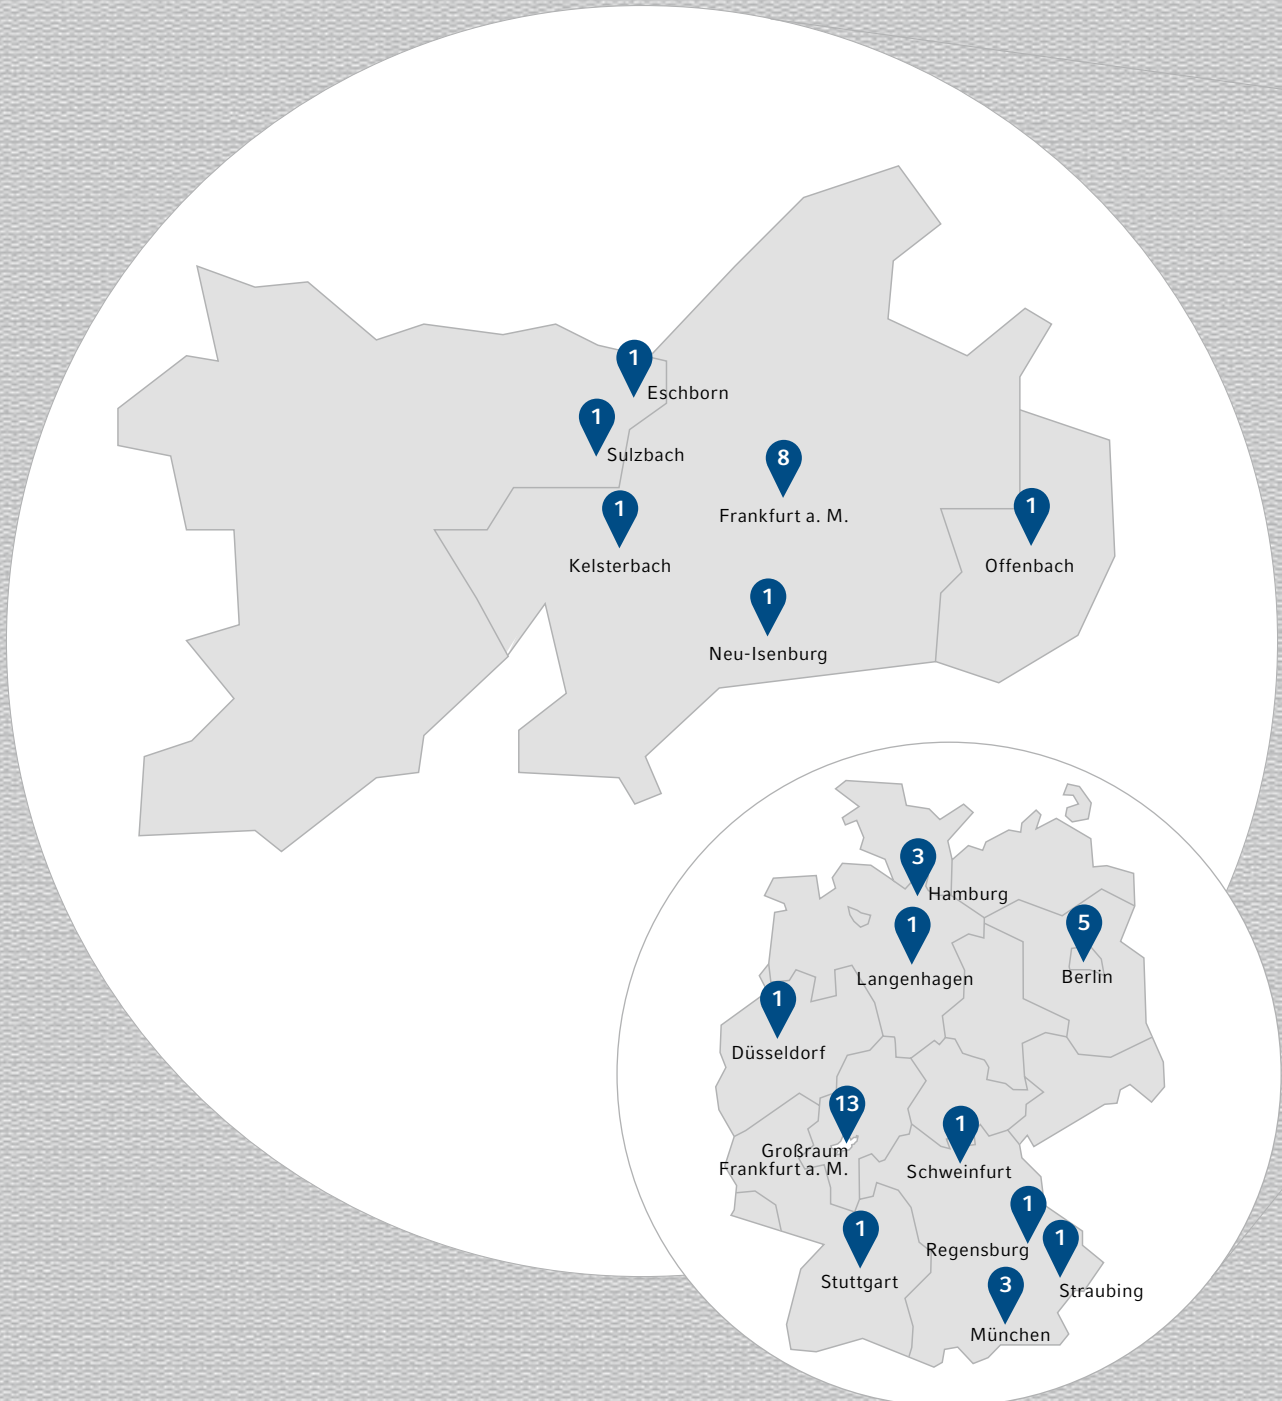 1
Eschborn
1
Sulzbach
8
Frankfurt a. M.
1
Kelsterbach
1
Offenbach
1
Neu-Isenburg
3
Hamburg
1
Langenhagen
5
Berlin
1
Düsseldorf
13
Großraum
Frankfurt a. M.
1
Schweinfurt
1
Regensburg
1
Straubing
1
Stuttgart
3
München